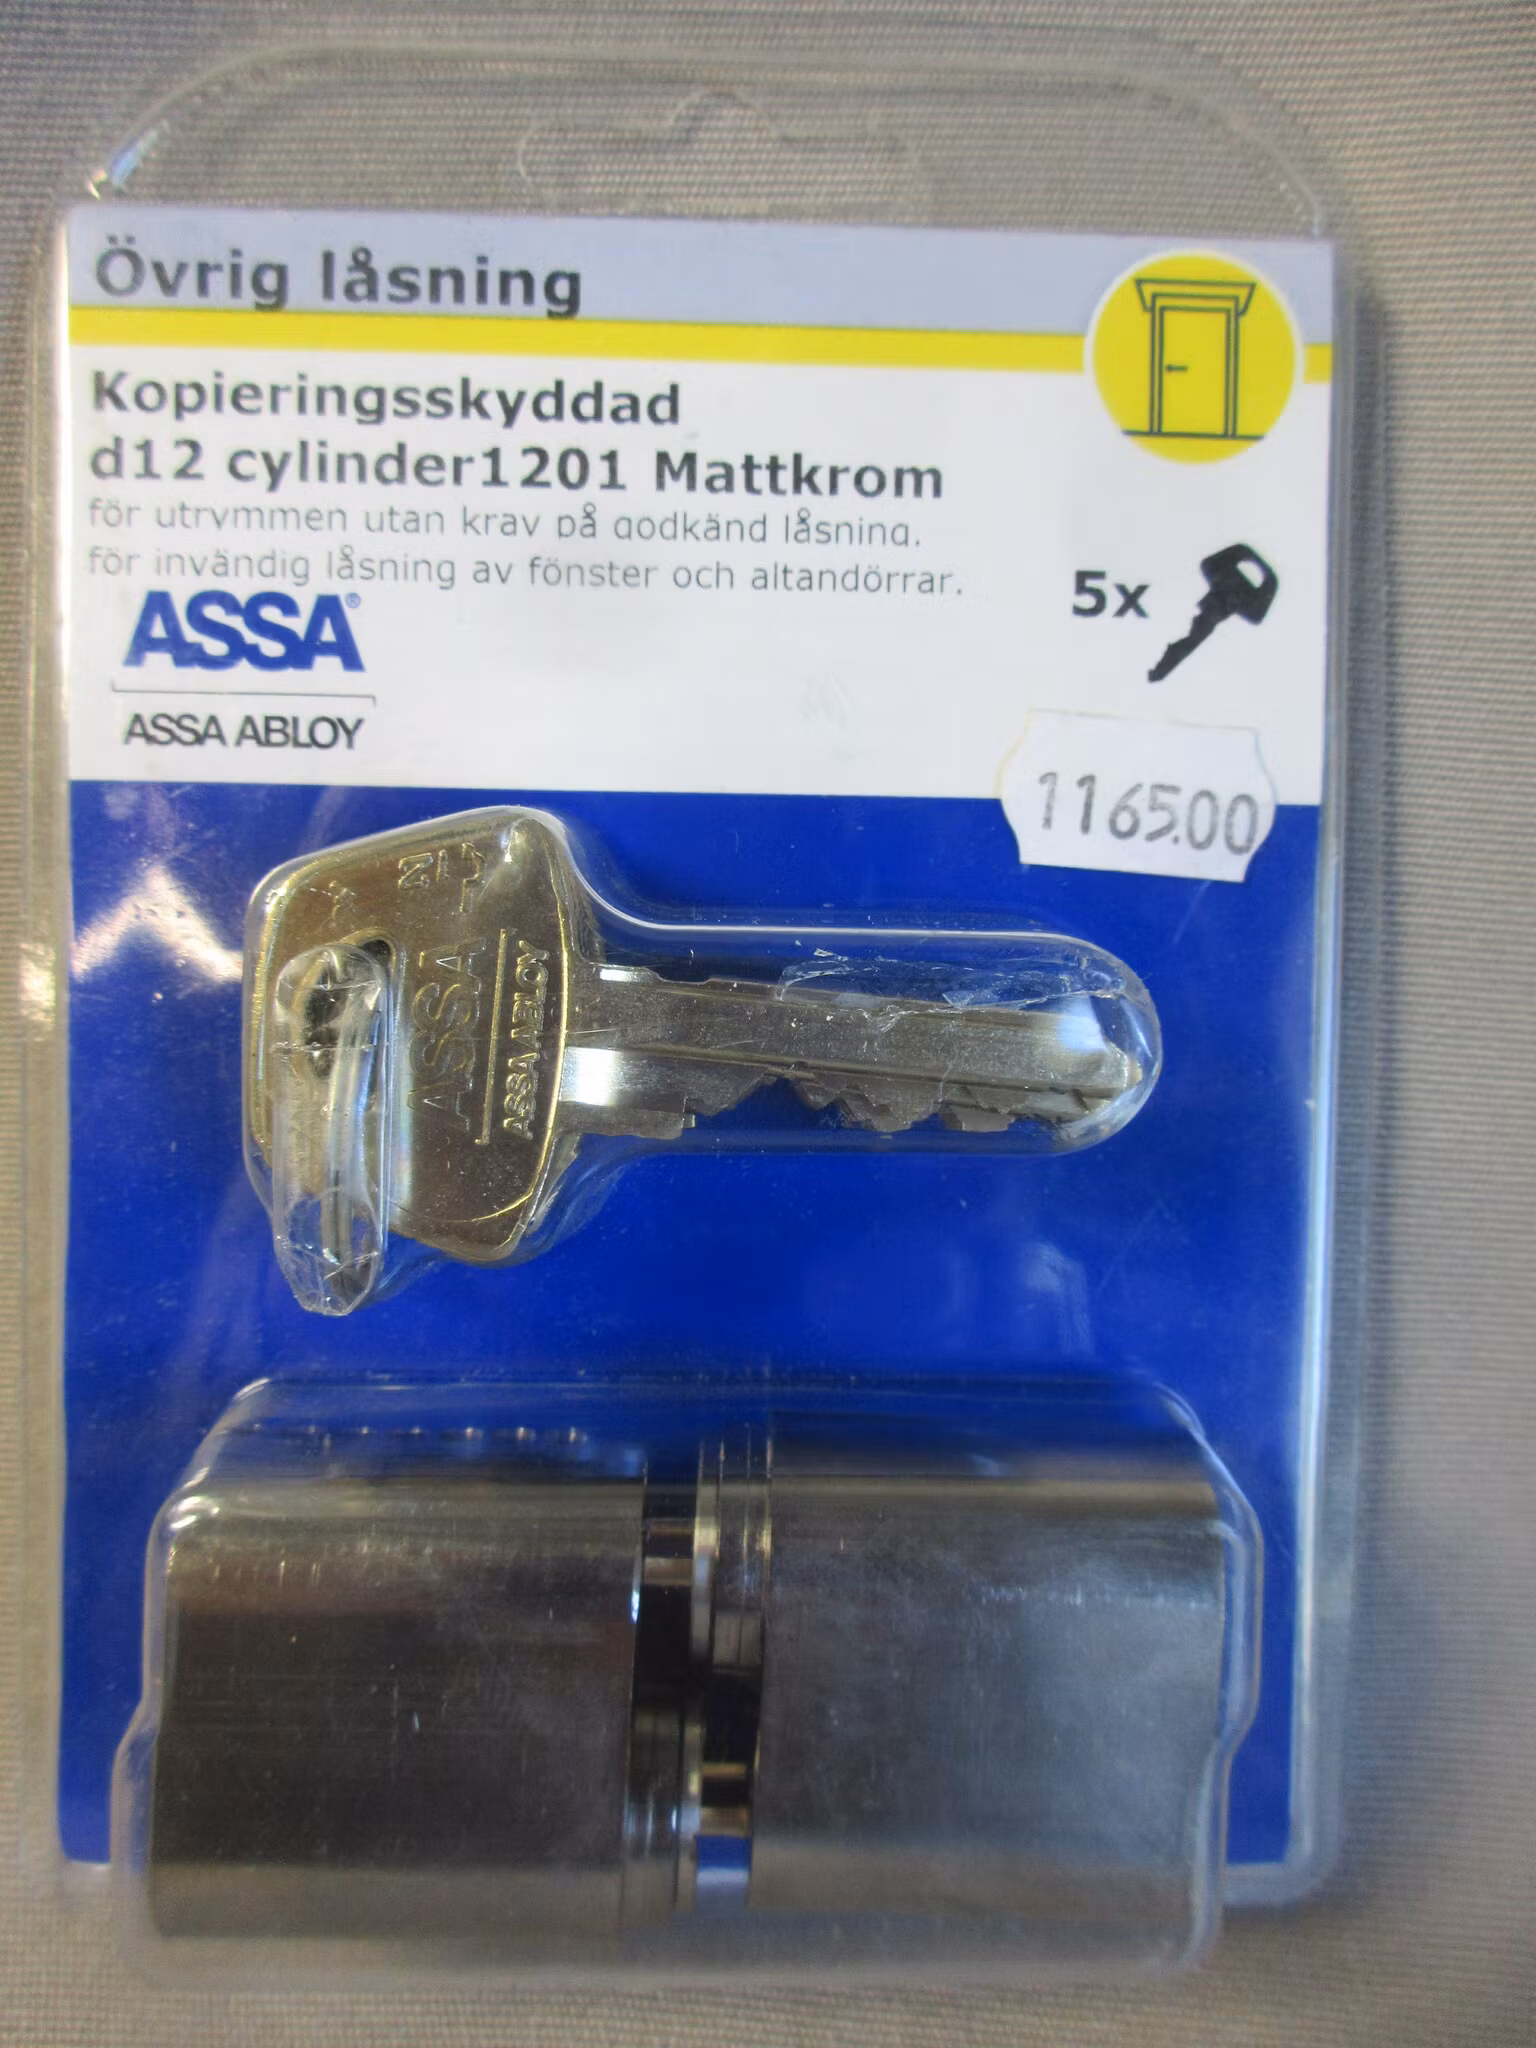 Övrig låsning
Kopieringsskyddad
d12 cylinder1201 Mattkrom
för utrymmen utan krav på godkänd låsning.
för invändig låsning av fönster och altandörrar.
5x
ASSA®
ASSA ABLOY
1165.00
ASSA
ASSA ABLOY